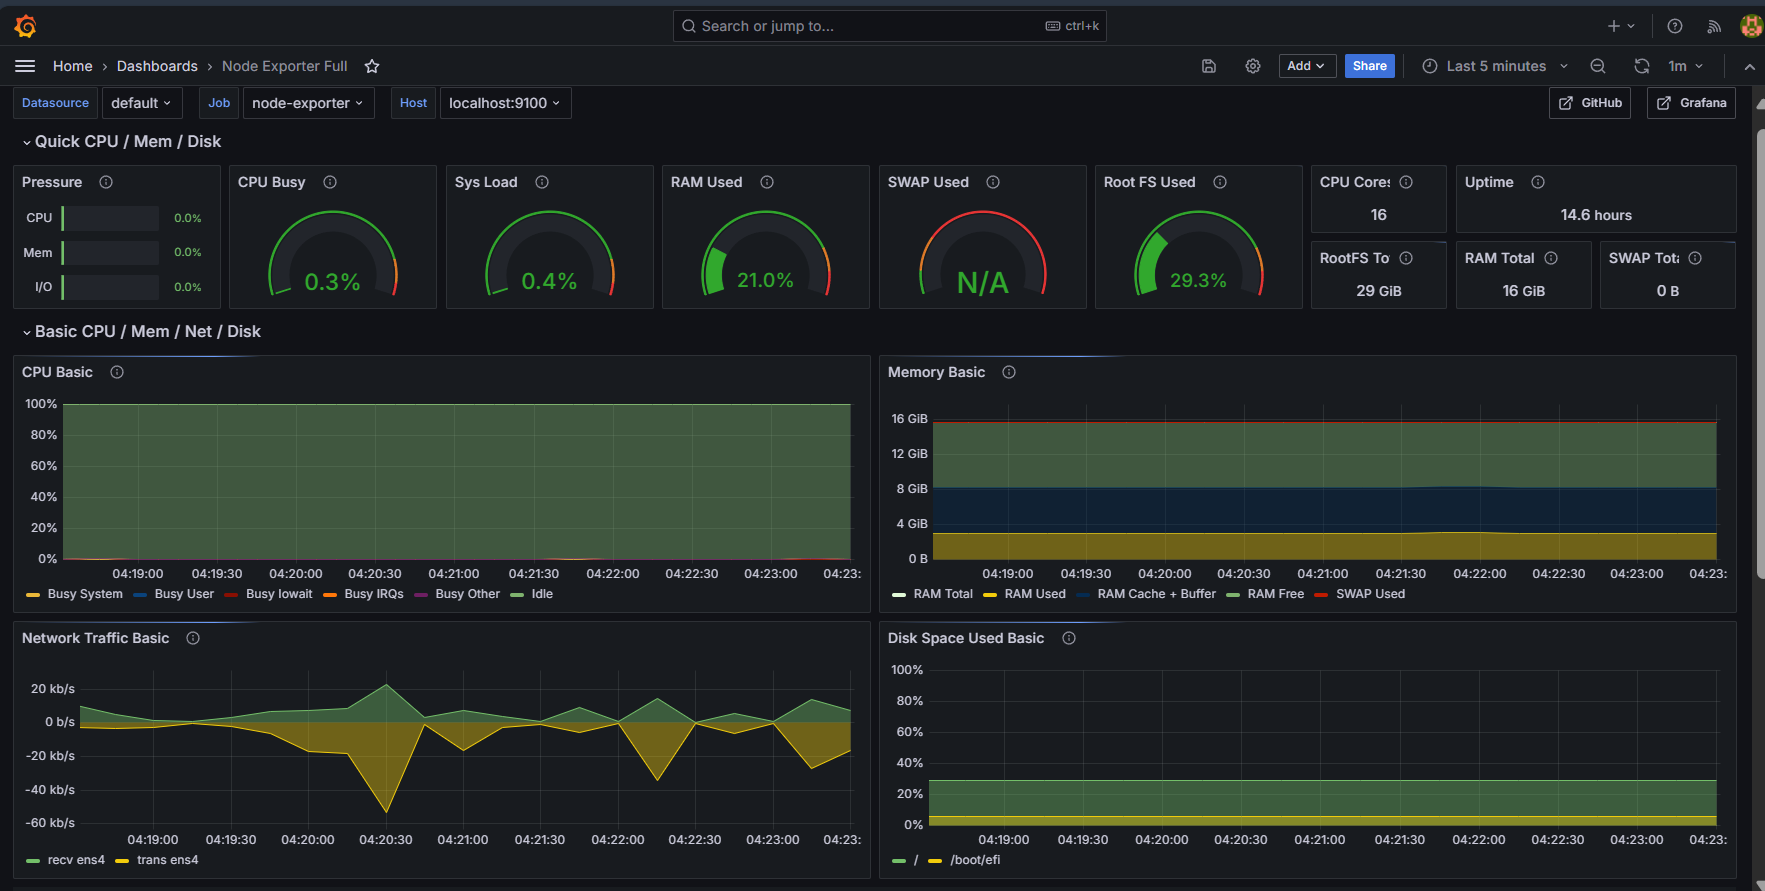 Search or jump to... ctrl+k
Home › Dashboards › Node Exporter Full Add Share Last 5 minutes 1m
Datasource default Job node-exporter Host localhost:9100 GitHub Grafana
Quick CPU / Mem / Disk
Pressure
CPU 0.0%
Mem 0.0%
I/O 0.0%
CPU Busy
0.3%
Sys Load
0.4%
RAM Used
21.0%
SWAP Used
N/A
Root FS Used
29.3%
CPU Cores
16
Uptime
14.6 hours
RootFS To
29 GiB
RAM Total
16 GiB
SWAP Tota
0 B
Basic CPU / Mem / Net / Disk
CPU Basic
100%
80%
60%
40%
20%
0%
04:19:00 04:19:30 04:20:00 04:20:30 04:21:00 04:21:30 04:22:00 04:22:30 04:23:00 04:23:
Busy System Busy User Busy Iowait Busy IRQs Busy Other Idle
Memory Basic
16 GiB
12 GiB
8 GiB
4 GiB
0 B
04:19:00 04:19:30 04:20:00 04:20:30 04:21:00 04:21:30 04:22:00 04:22:30 04:23:00 04:23:
RAM Total RAM Used RAM Cache + Buffer RAM Free SWAP Used
Network Traffic Basic
20 kb/s
0 b/s
-20 kb/s
-40 kb/s
-60 kb/s
04:19:00 04:19:30 04:20:00 04:20:30 04:21:00 04:21:30 04:22:00 04:22:30 04:23:00 04:23:
recv ens4 trans ens4
Disk Space Used Basic
100%
80%
60%
40%
20%
0%
04:19:00 04:19:30 04:20:00 04:20:30 04:21:00 04:21:30 04:22:00 04:22:30 04:23:00 04:23:
/ /boot/efi